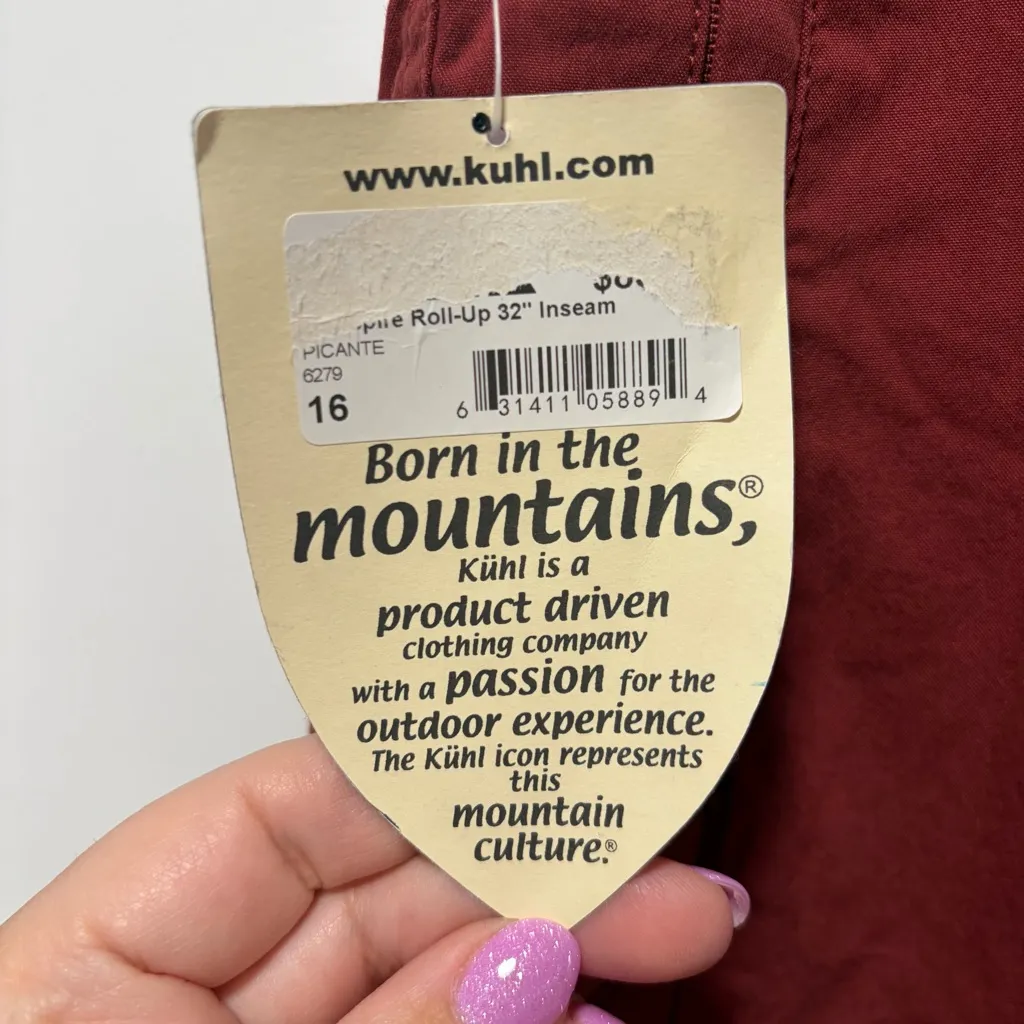 www.kuhl.com
Roll-Up 32" Inseam
PICANTE
6279
16
6 31411 05889 4
Born in the
mountains,®
Kühl is a
product driven
clothing company
with a passion for the
outdoor experience.
The Kühl icon represents
this
mountain
culture.®